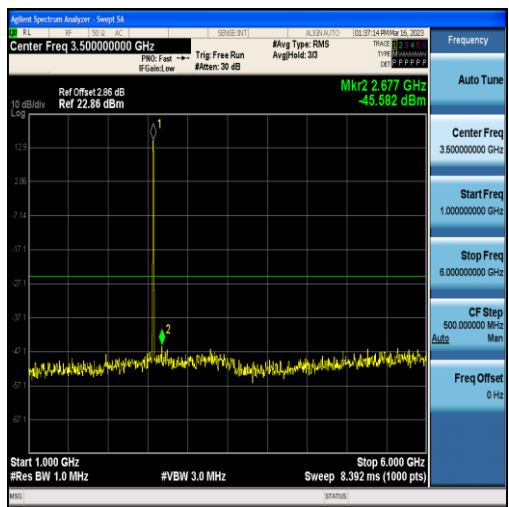 Agilent Spectrum Analyzer - Swept SA
RL RF 50 Ω AC SENSE:INT ALIGN AUTO 01:37:14 PM Mar 16, 2023
Center Freq 3.500000000 GHz
PNO: Fast
IFGain:Low
Trig: Free Run
#Atten: 30 dB
#Avg Type: RMS
Avg|Hold: 3/3
TRACE 1 2 3 4 5 6
TYPE
DET P P P P P P
Frequency
Mkr2 2.677 GHz
-45.582 dBm
Ref Offset 2.86 dB
Ref 22.86 dBm
10 dB/div
Log
1
12.9
2.86
-7.14
-17.1
-27.1
-37.1
2
-47.1
-57.1
-67.1
Start 1.000 GHz
Stop 6.000 GHz
#Res BW 1.0 MHz
#VBW 3.0 MHz
Sweep 8.392 ms (1000 pts)
MSG
STATUS
Auto Tune
Center Freq
3.500000000 GHz
Start Freq
1.000000000 GHz
Stop Freq
6.000000000 GHz
CF Step
500.000000 MHz
Auto Man
Freq Offset
0 Hz